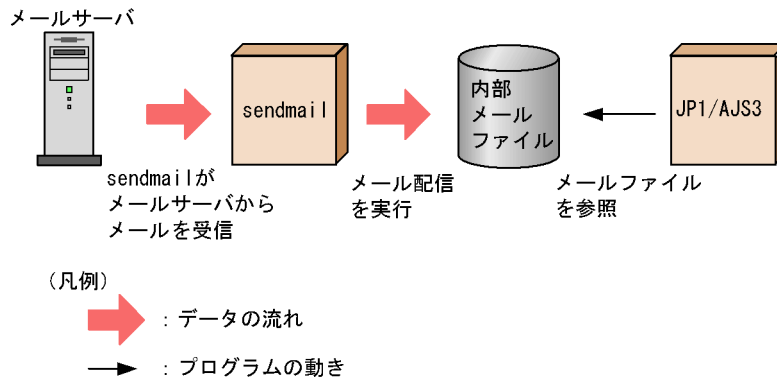 メールサーバ
sendmail
内部
メール
ファイル
JP1/AJS3
sendmailが
メールサーバから
メールを受信
メール配信
を実行
メールファイル
を参照
（凡例）
：データの流れ
：プログラムの動き